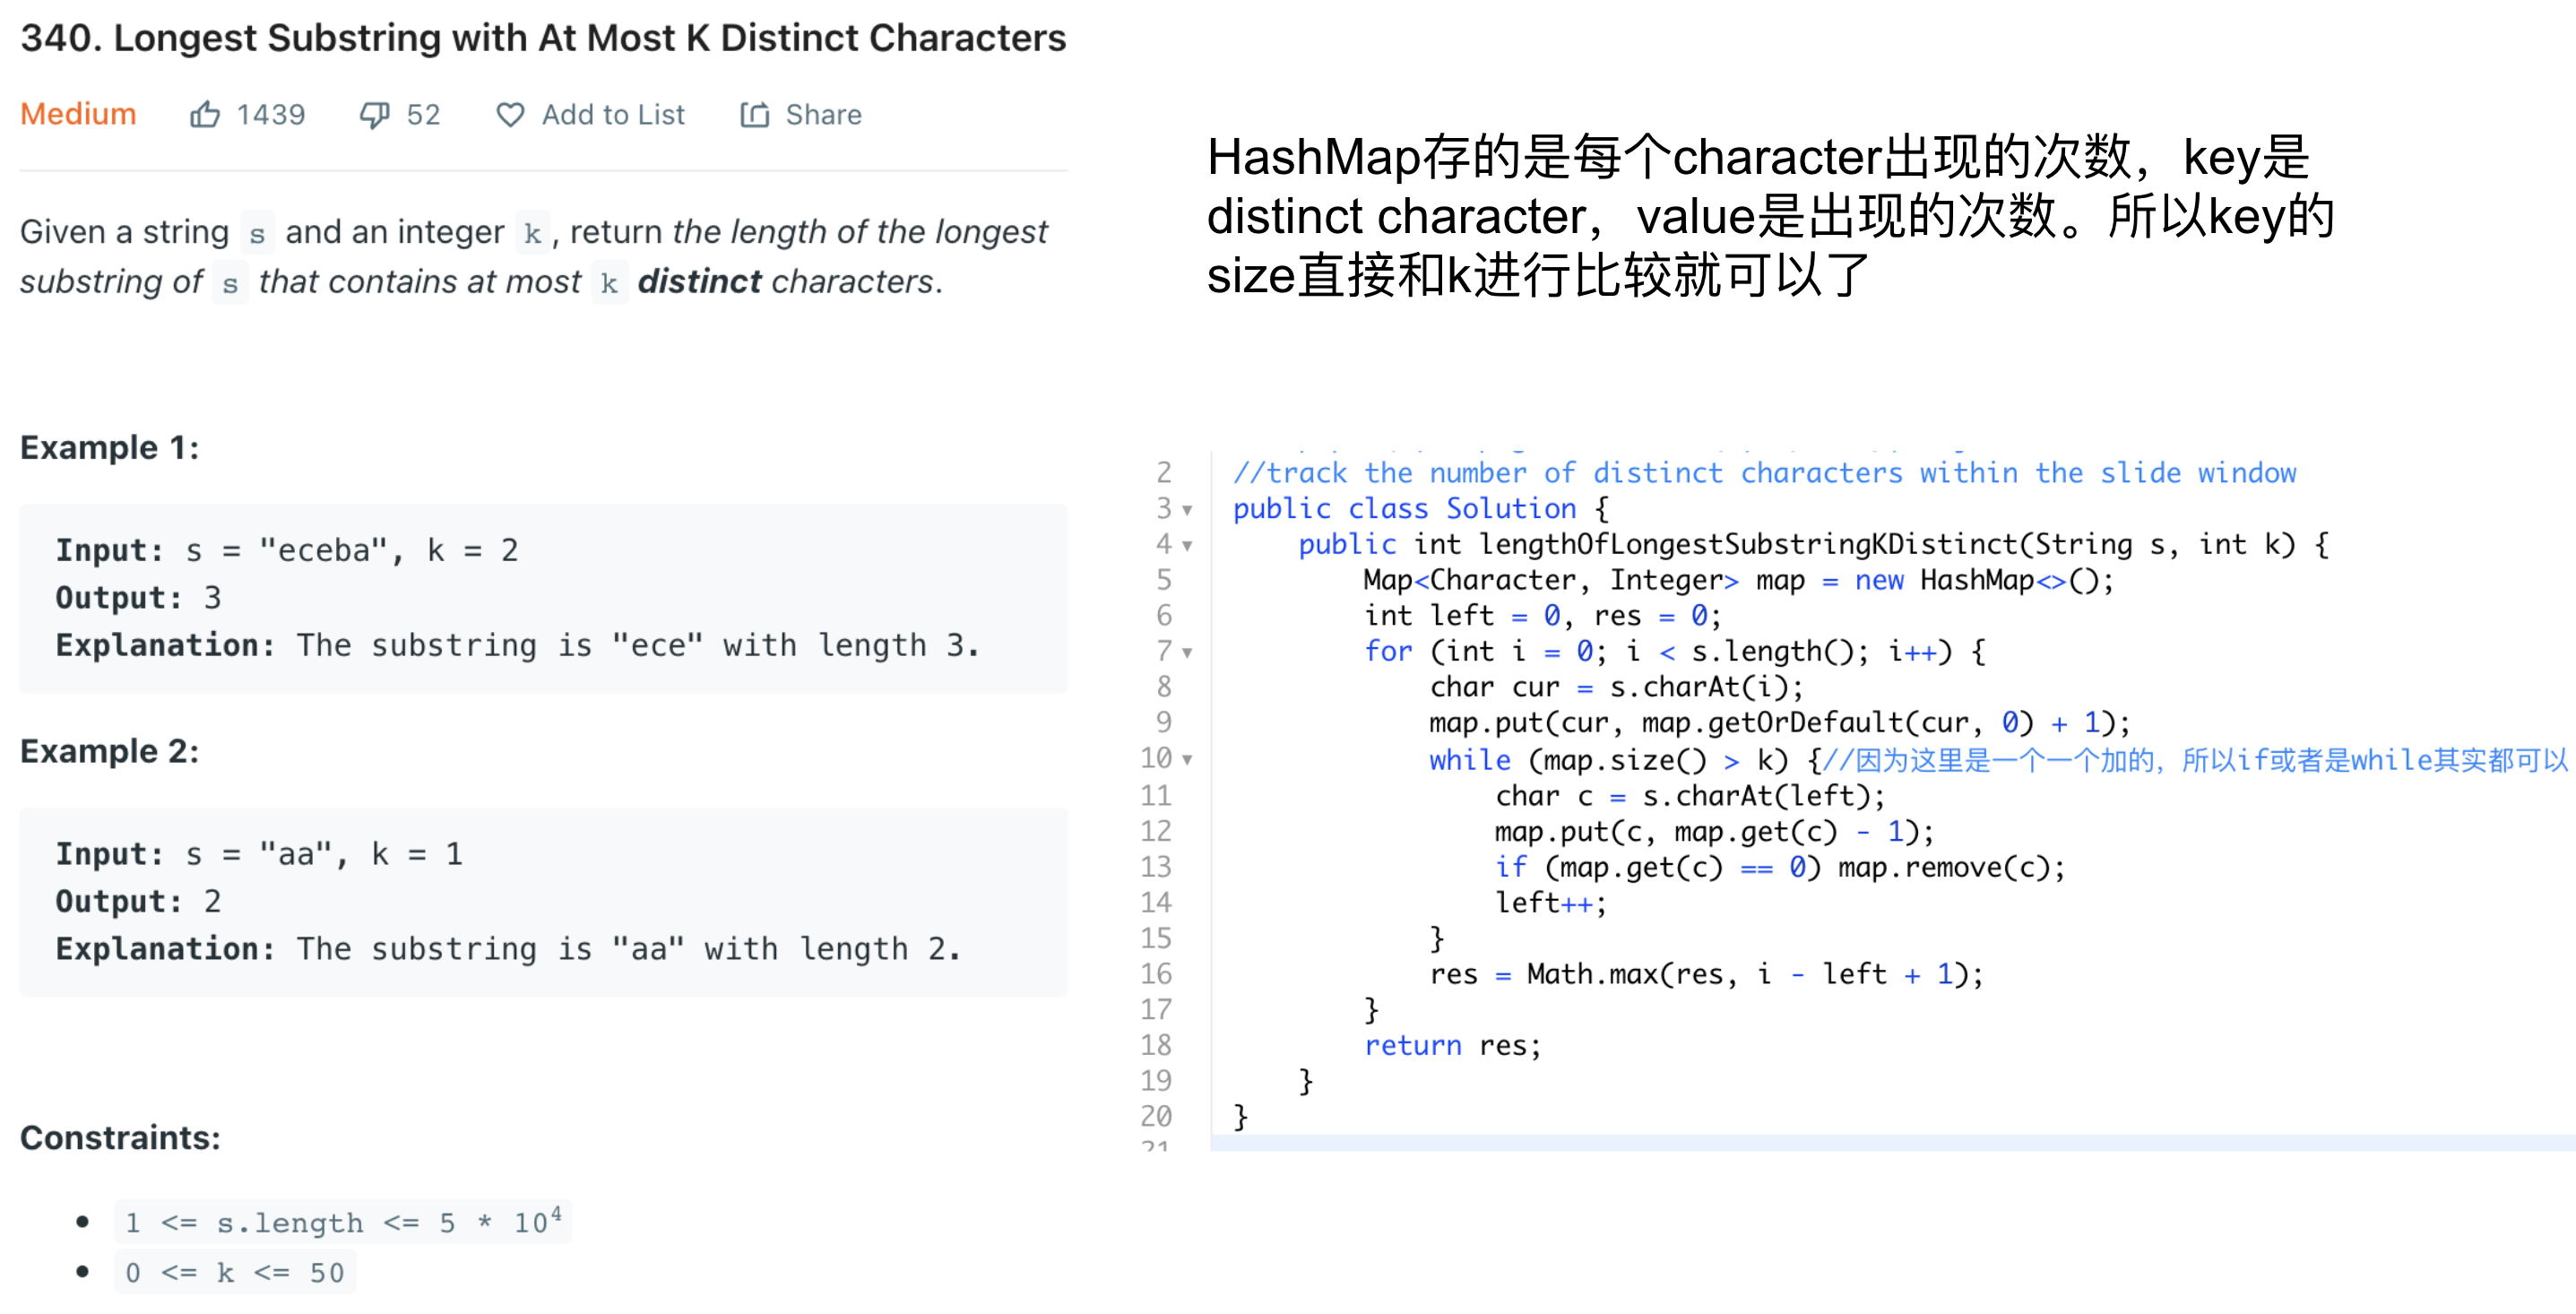 340. Longest Substring with At Most K Distinct Characters
Medium 1439 52 Add to List Share
Given a string s and an integer k, return the length of the longest
substring of s that contains at most k distinct characters.
Example 1:
Input: s = "eceba", k = 2
Output: 3
Explanation: The substring is "ece" with length 3.
Example 2:
Input: s = "aa", k = 1
Output: 2
Explanation: The substring is "aa" with length 2.
Constraints:
1 <= s.length <= 5 * 10⁴
0 <= k <= 50
HashMap存的是每个character出现的次数，key是
distinct character，value是出现的次数。所以key的
size直接和k进行比较就可以了
2 //track the number of distinct characters within the slide window
3 public class Solution {
4 public int lengthOfLongestSubstringKDistinct(String s, int k) {
5 Map<Character, Integer> map = new HashMap<>();
6 int left = 0, res = 0;
7 for (int i = 0; i < s.length(); i++) {
8 char cur = s.charAt(i);
9 map.put(cur, map.getOrDefault(cur, 0) + 1);
10 while (map.size() > k) {//因为这里是一个一个加的，所以if或者是while其实都可以
11 char c = s.charAt(left);
12 map.put(c, map.get(c) - 1);
13 if (map.get(c) == 0) map.remove(c);
14 left++;
15 }
16 res = Math.max(res, i - left + 1);
17 }
18 return res;
19 }
20 }
21